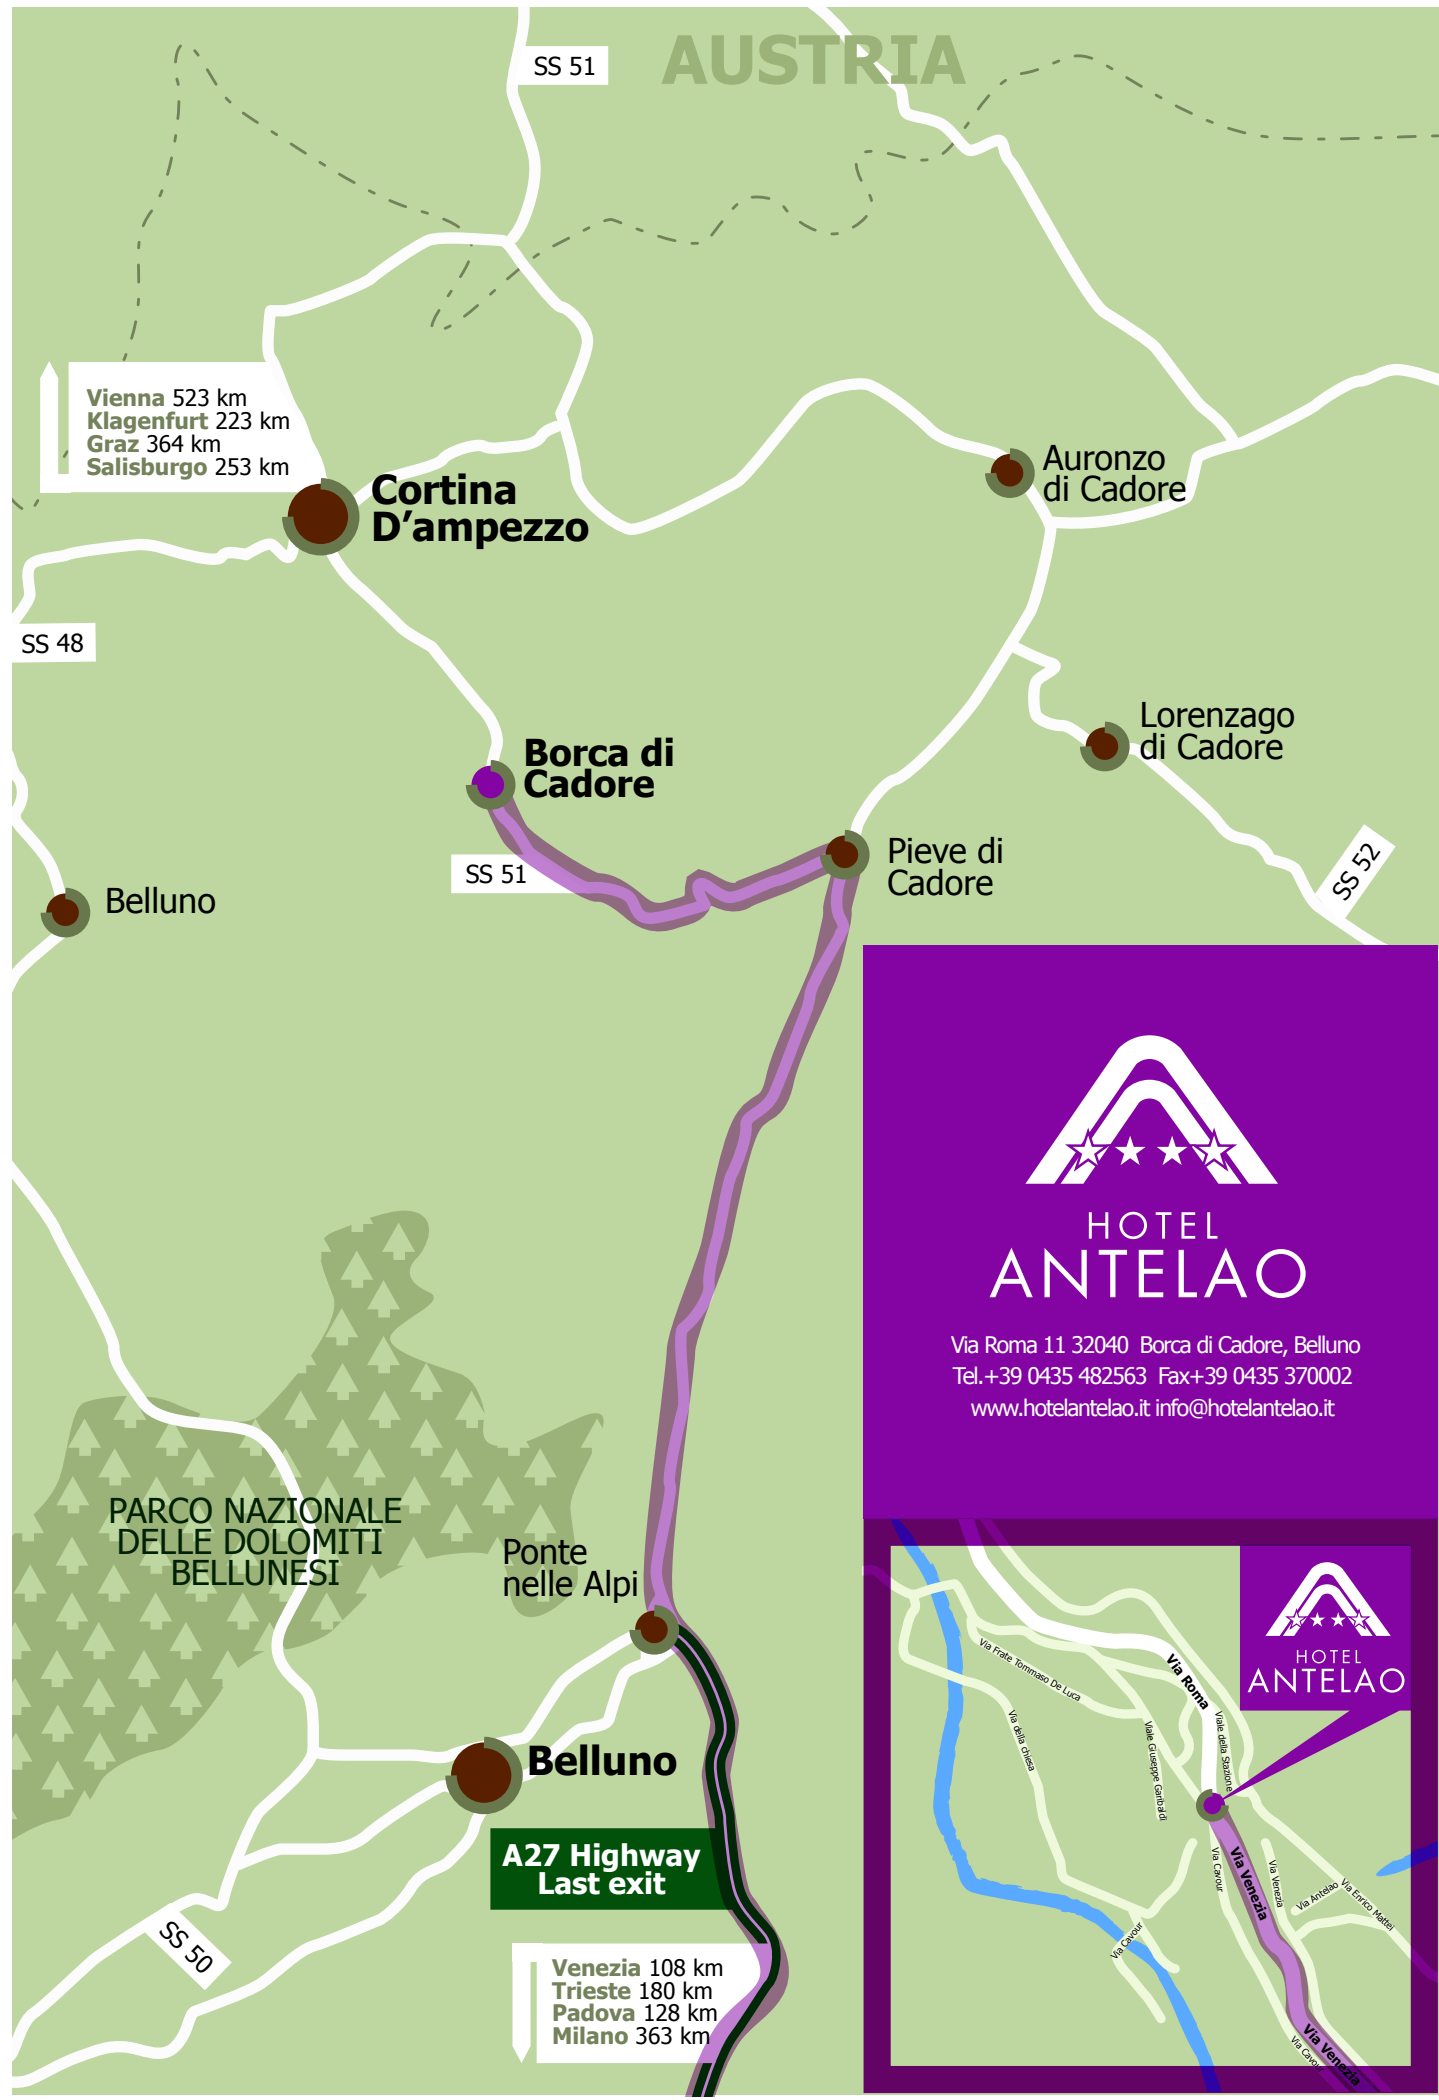 AUSTRIA
SS 51
Vienna 523 km
Klagenfurt 223 km
Graz 364 km
Salisburgo 253 km
Cortina
D'ampezzo
Auronzo
di Cadore
SS 48
Lorenzago
di Cadore
Borca di
Cadore
SS 51
Pieve di
Cadore
SS 52
Belluno
HOTEL
ANTELAO
Via Roma 11 32040 Borca di Cadore, Belluno
Tel.+39 0435 482563 Fax+39 0435 370002
www.hotelantelao.it info@hotelantelao.it
PARCO NAZIONALE
DELLE DOLOMITI
BELLUNESI
Ponte
nelle Alpi
Belluno
A27 Highway
Last exit
SS 50
Venezia 108 km
Trieste 180 km
Padova 128 km
Milano 363 km
HOTEL
ANTELAO
Via Roma
Via Frate Tommaso De Luca
Via della chiesa
Viale Giuseppe Garibaldi
Viale della Stazione
Via Cavour
Via Venezia
Via Venezia
Via Antelao
Via Enrico Mattei
Via Cavour
Via Cavour
Via Venezia